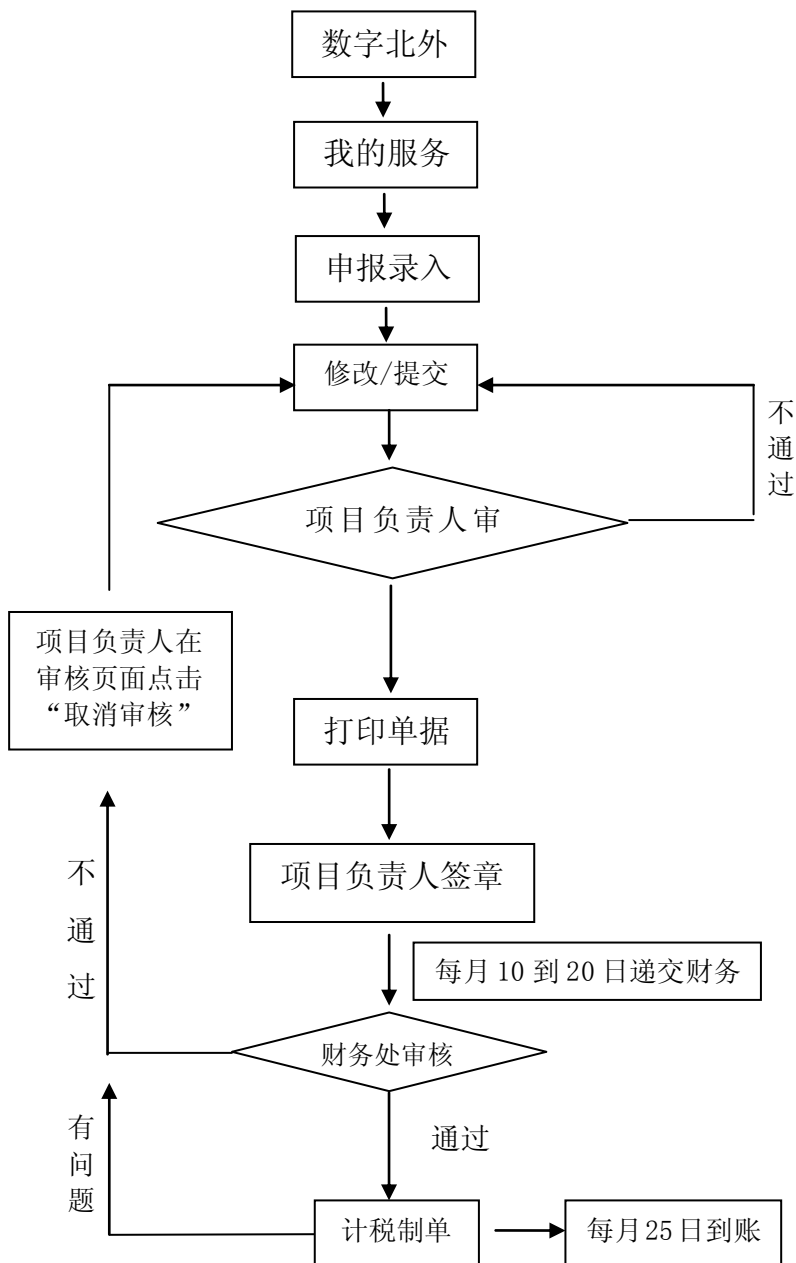 数字北外
我的服务
申报录入
修改/提交
不
通
过
项目负责人审
项目负责人在
审核页面点击
“取消审核”
打印单据
不
通
过
项目负责人签章
每月10到20日递交财务
财务处审核
有
问
题
通过
计税制单
每月25日到账